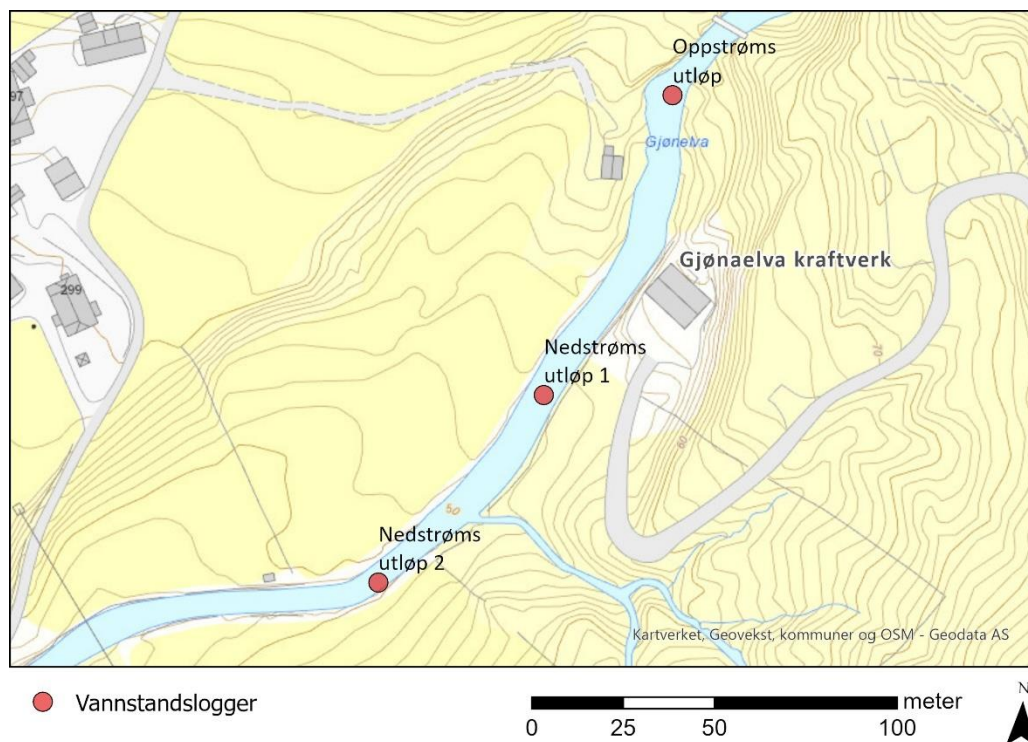 Oppstrøms
utløp
97
Gjønelva
Gjønaelva kraftverk
299
Nedstrøms
utløp 1
70
60
50
Nedstrøms
utløp 2
Kartverket, Geovekst, kommuner og OSM - Geodata AS
Vannstandslogger
meter
0 25 50 100
N